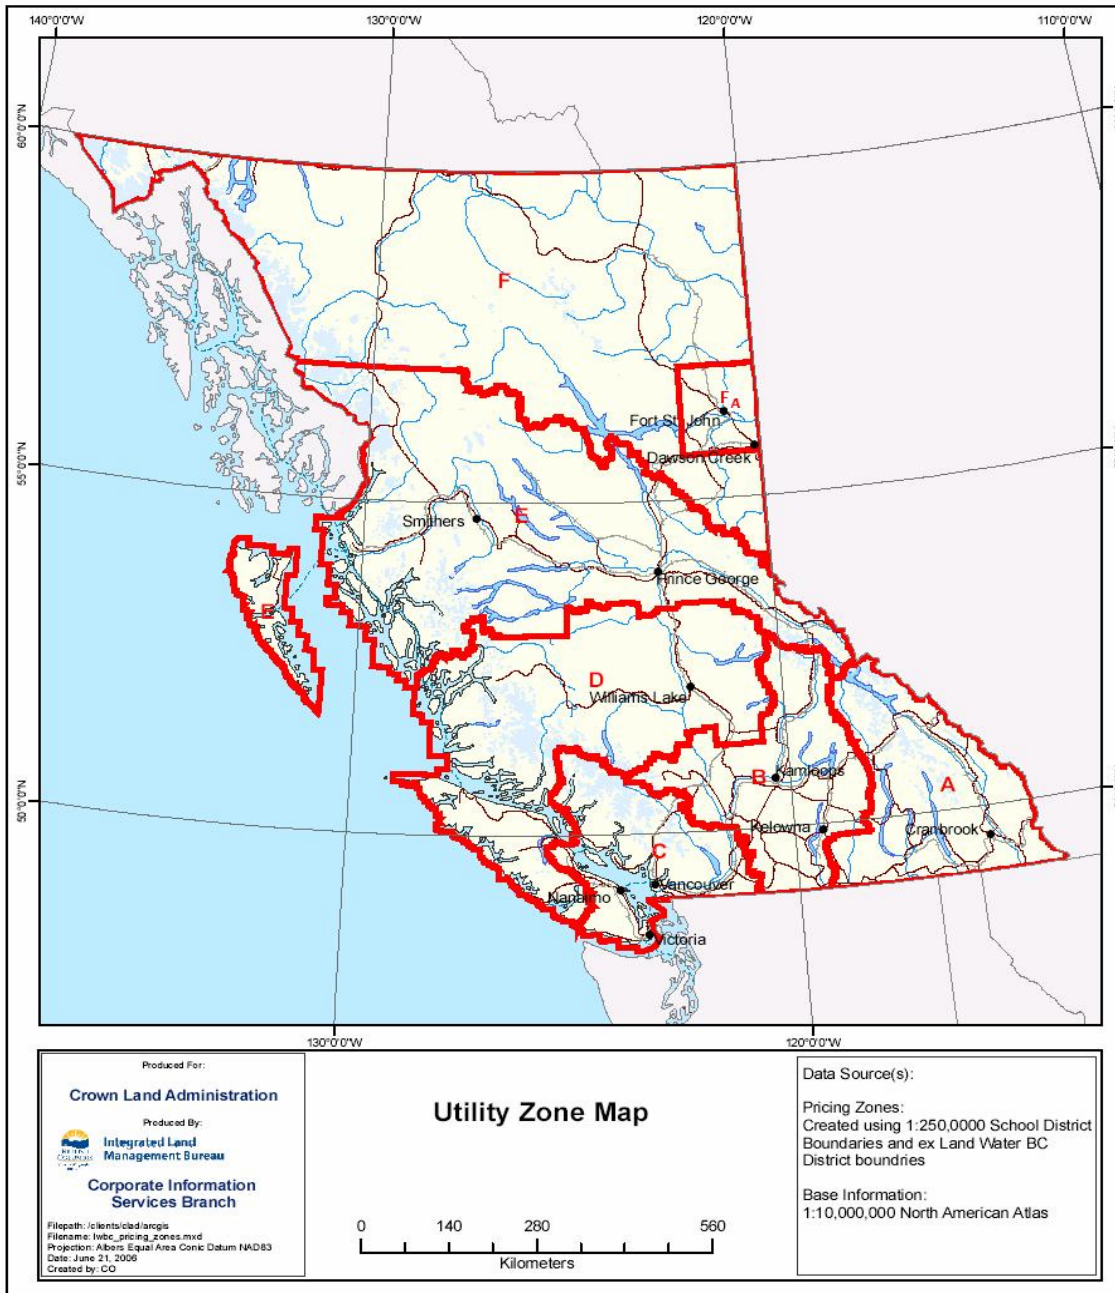 140°0'0"W
130°0'0"W
120°0'0"W
110°0'0"W
60°0'0"N
F
F A
Fort St. John
Dawson Creek
55°0'0"N
Smithers
E
Prince George
E
D
Williams Lake
B
Kamloops
A
50°0'0"N
Kelowna
Cranbrook
C
Vancouver
Nanaimo
Victoria
130°0'0"W
120°0'0"W
Produced For:
Crown Land Administration
Produced By:
BRITISH
COLUMBIA
Integrated Land
Management Bureau
Corporate Information
Services Branch
Filepath: /clients/clad/arcgis
Filename: lwbc_pricing_zones.mxd
Projection: Albers Equal Area Conic Datum NAD83
Date: June 21, 2006
Created by: CO
Utility Zone Map
0 140 280 560
Kilometers
Data Source(s):
Pricing Zones:
Created using 1:250,0000 School District
Boundaries and ex Land Water BC
District boundries
Base Information:
1:10,000,000 North American Atlas